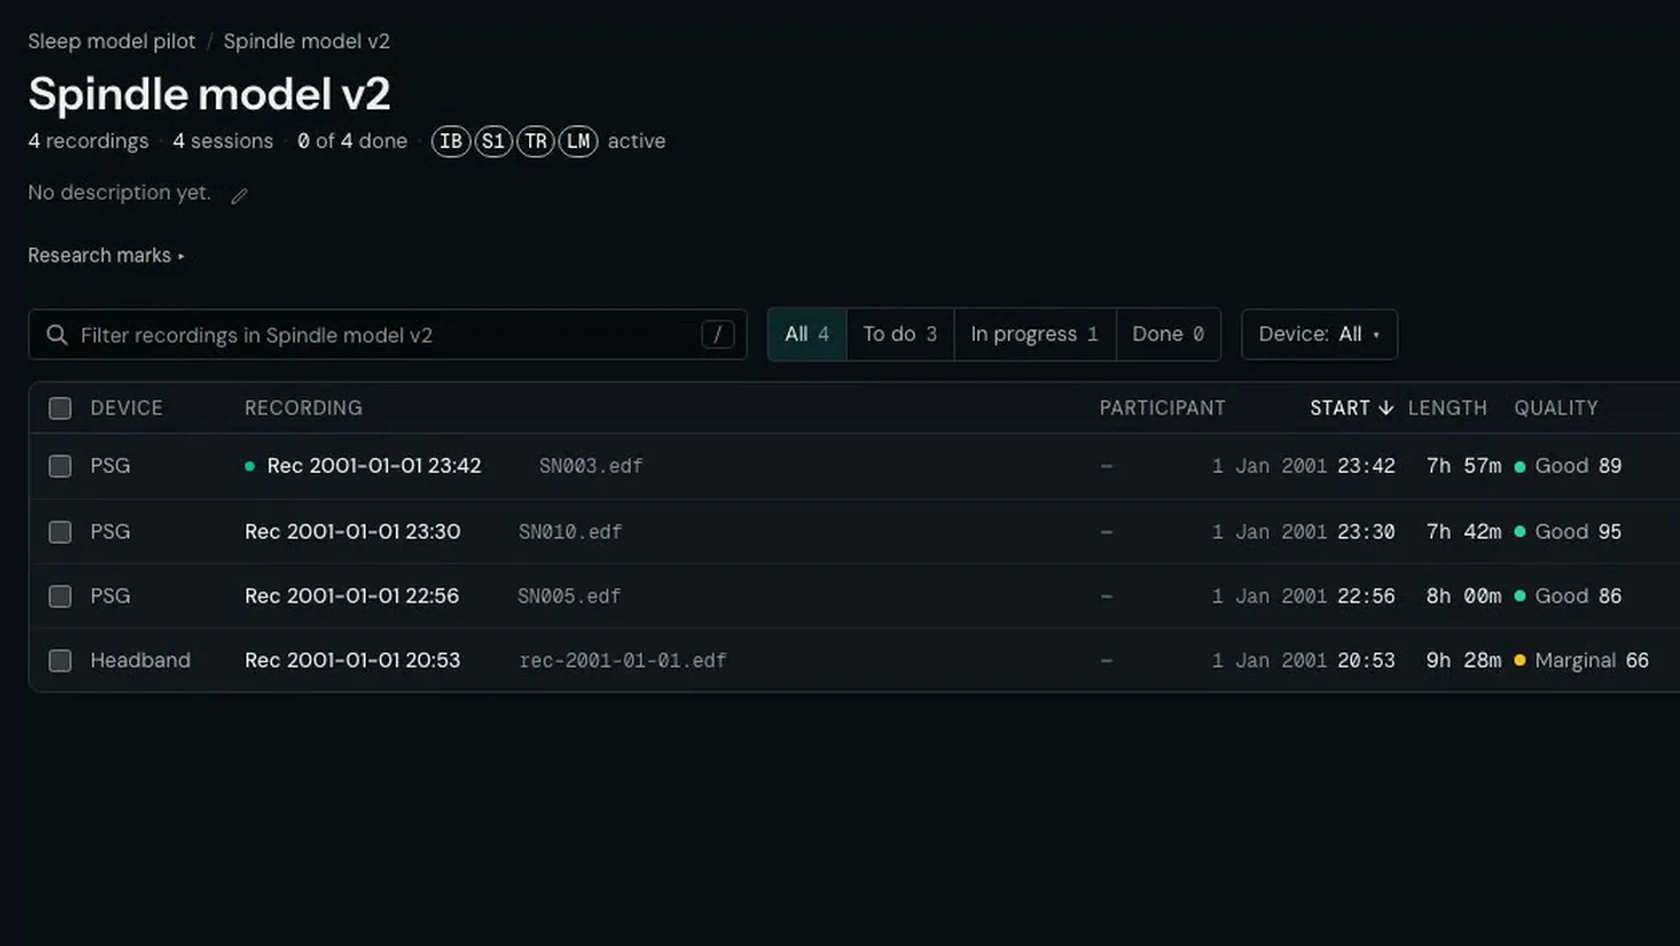 Sleep model pilot / Spindle model v2
Spindle model v2
4 recordings · 4 sessions · 0 of 4 done · IB S1 TR LM active
No description yet.
Research marks ▸
Filter recordings in Spindle model v2 /
All 4 To do 3 In progress 1 Done 0 Device: All ▾
DEVICE RECORDING PARTICIPANT START ↓ LENGTH QUALITY
PSG Rec 2001-01-01 23:42 SN003.edf – 1 Jan 2001 23:42 7h 57m Good 89
PSG Rec 2001-01-01 23:30 SN010.edf – 1 Jan 2001 23:30 7h 42m Good 95
PSG Rec 2001-01-01 22:56 SN005.edf – 1 Jan 2001 22:56 8h 00m Good 86
Headband Rec 2001-01-01 20:53 rec-2001-01-01.edf – 1 Jan 2001 20:53 9h 28m Marginal 66